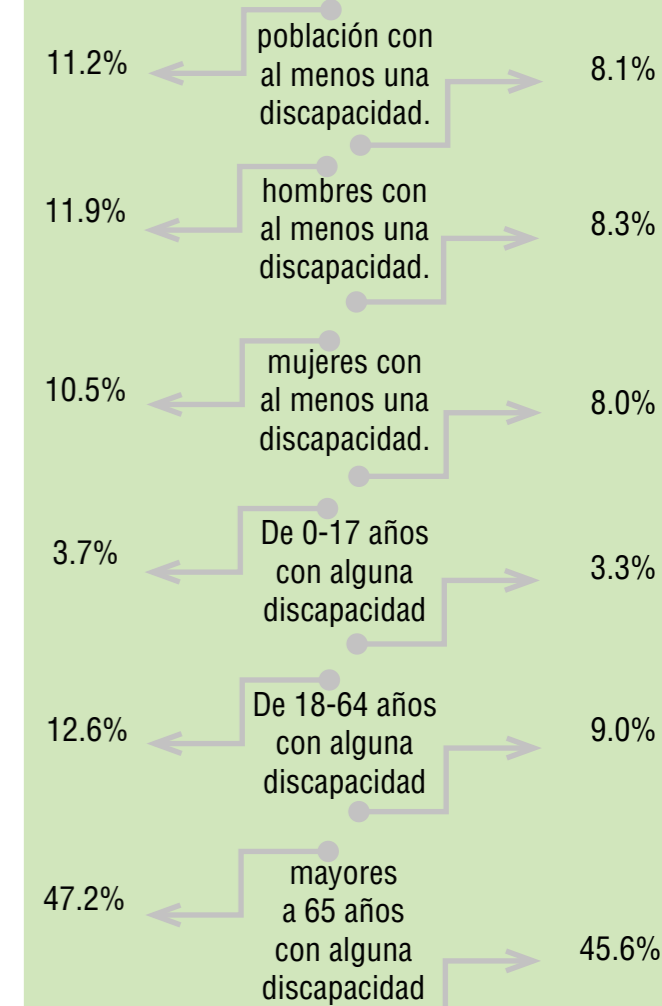 11.2%
población con
al menos una
discapacidad.
8.1%
11.9%
hombres con
al menos una
discapacidad.
8.3%
10.5%
mujeres con
al menos una
discapacidad.
8.0%
3.7%
De 0-17 años
con alguna
discapacidad
3.3%
12.6%
De 18-64 años
con alguna
discapacidad
9.0%
47.2%
mayores
a 65 años
con alguna
discapacidad
45.6%